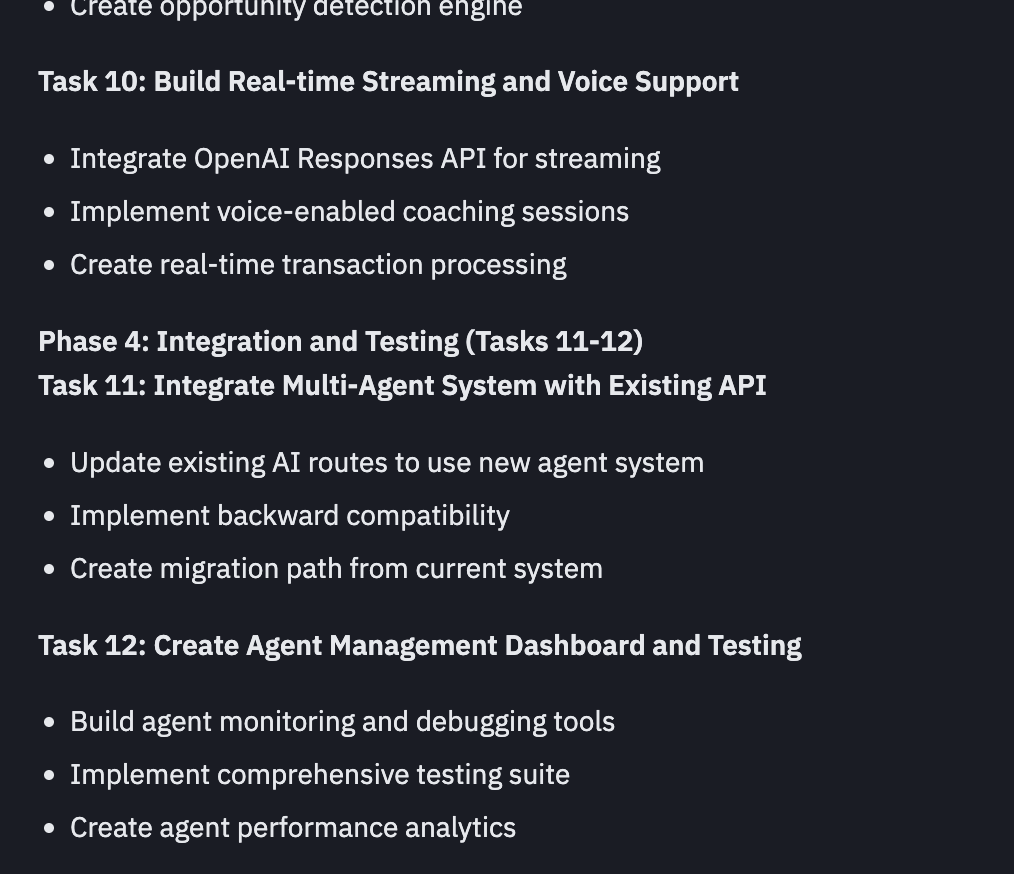 Create opportunity detection engine
Task 10: Build Real-time Streaming and Voice Support
Integrate OpenAI Responses API for streaming
Implement voice-enabled coaching sessions
Create real-time transaction processing
Phase 4: Integration and Testing (Tasks 11-12)
Task 11: Integrate Multi-Agent System with Existing API
Update existing AI routes to use new agent system
Implement backward compatibility
Create migration path from current system
Task 12: Create Agent Management Dashboard and Testing
Build agent monitoring and debugging tools
Implement comprehensive testing suite
Create agent performance analytics